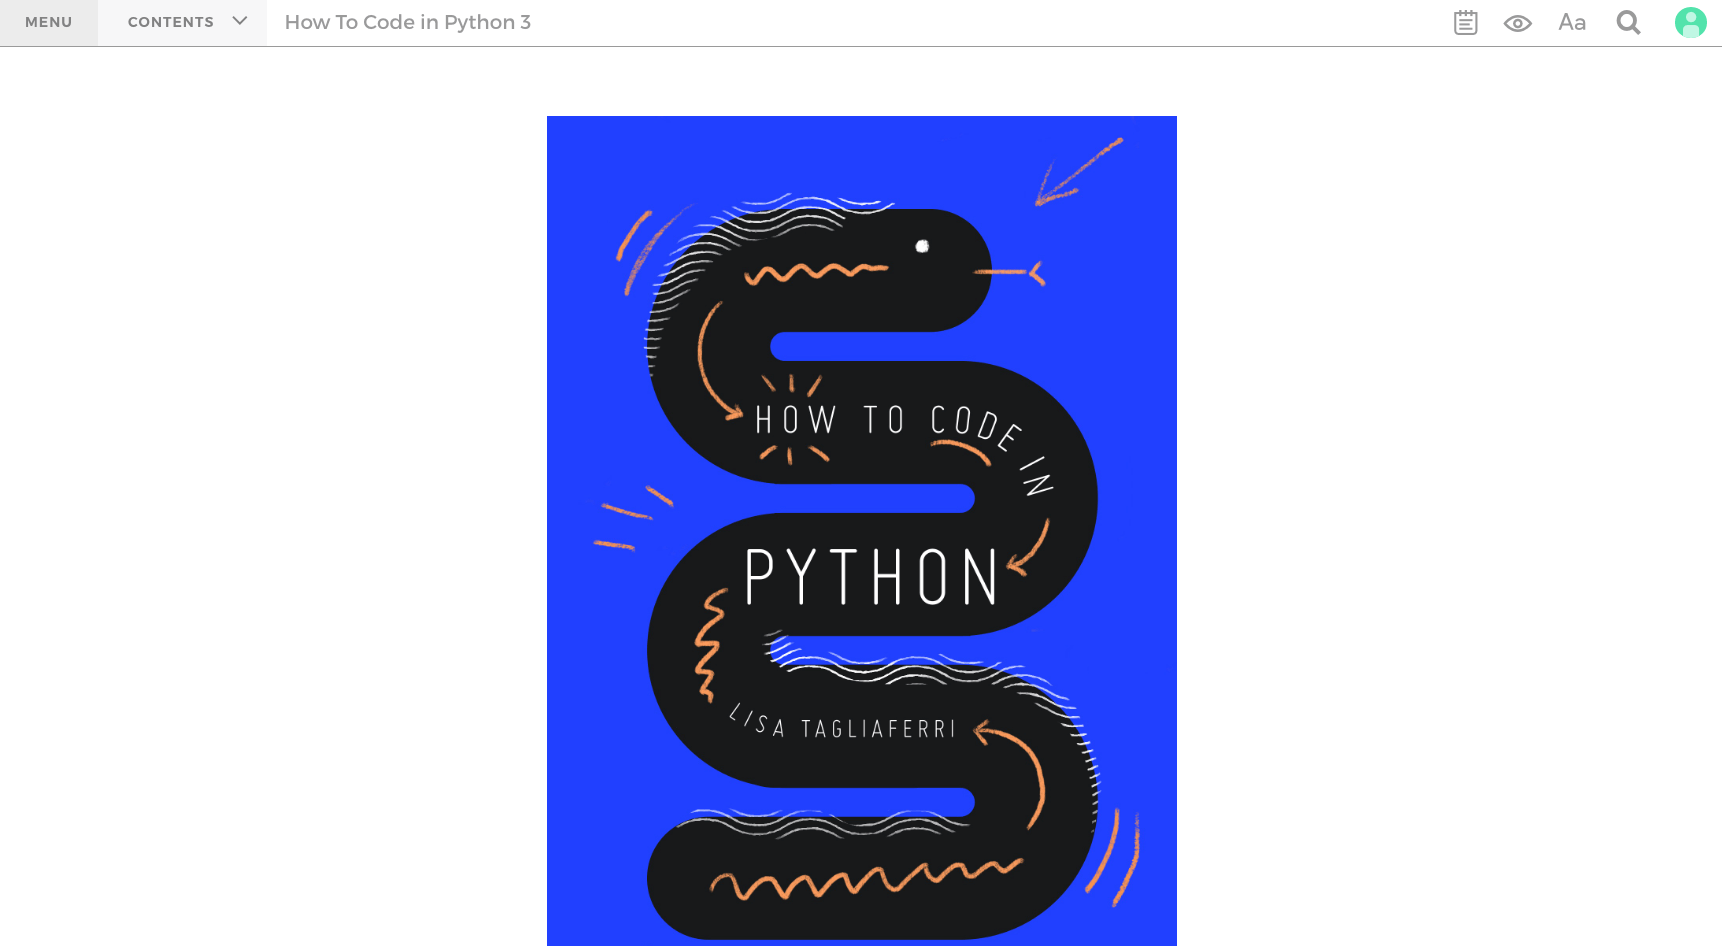 MENU
CONTENTS
How To Code in Python 3
Aa
HOW TO CODE IN
PYTHON
LISA TAGLIAFERRI